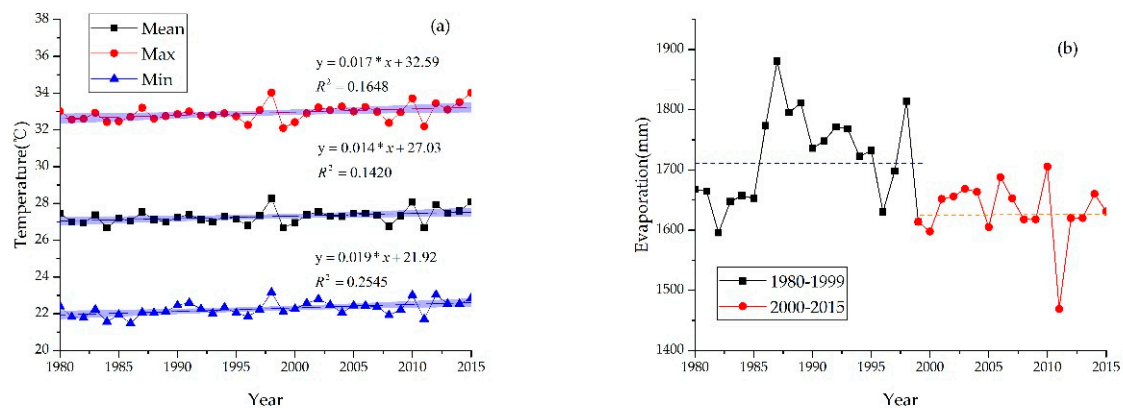 (a)
Mean
Max
Min
y = 0.017* x + 32.59
R² = 0.1648
y = 0.014* x + 27.03
R² = 0.1420
y = 0.019* x + 21.92
R² = 0.2545
Temperature(℃)
38
36
34
32
30
28
26
24
22
20
1980
1985
1990
1995
2000
2005
2010
2015
Year
(b)
Evaporation(mm)
1900
1800
1700
1600
1500
1400
1980-1999
2000-2015
1980
1985
1990
1995
2000
2005
2010
2015
Year